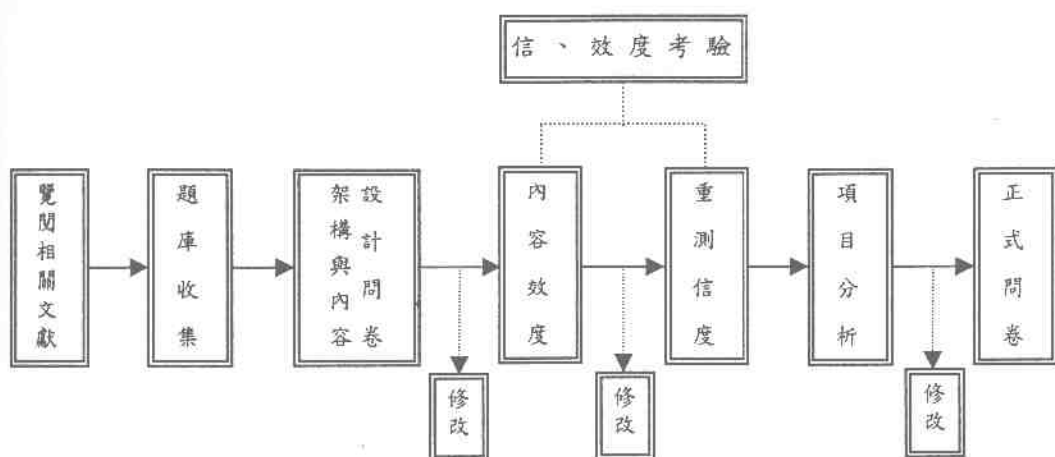 信、效度考驗
覽閱相關文獻
題庫收集
設計問卷
架構與內容
內容效度
重測信度
項目分析
正式問卷
修改
修改
修改